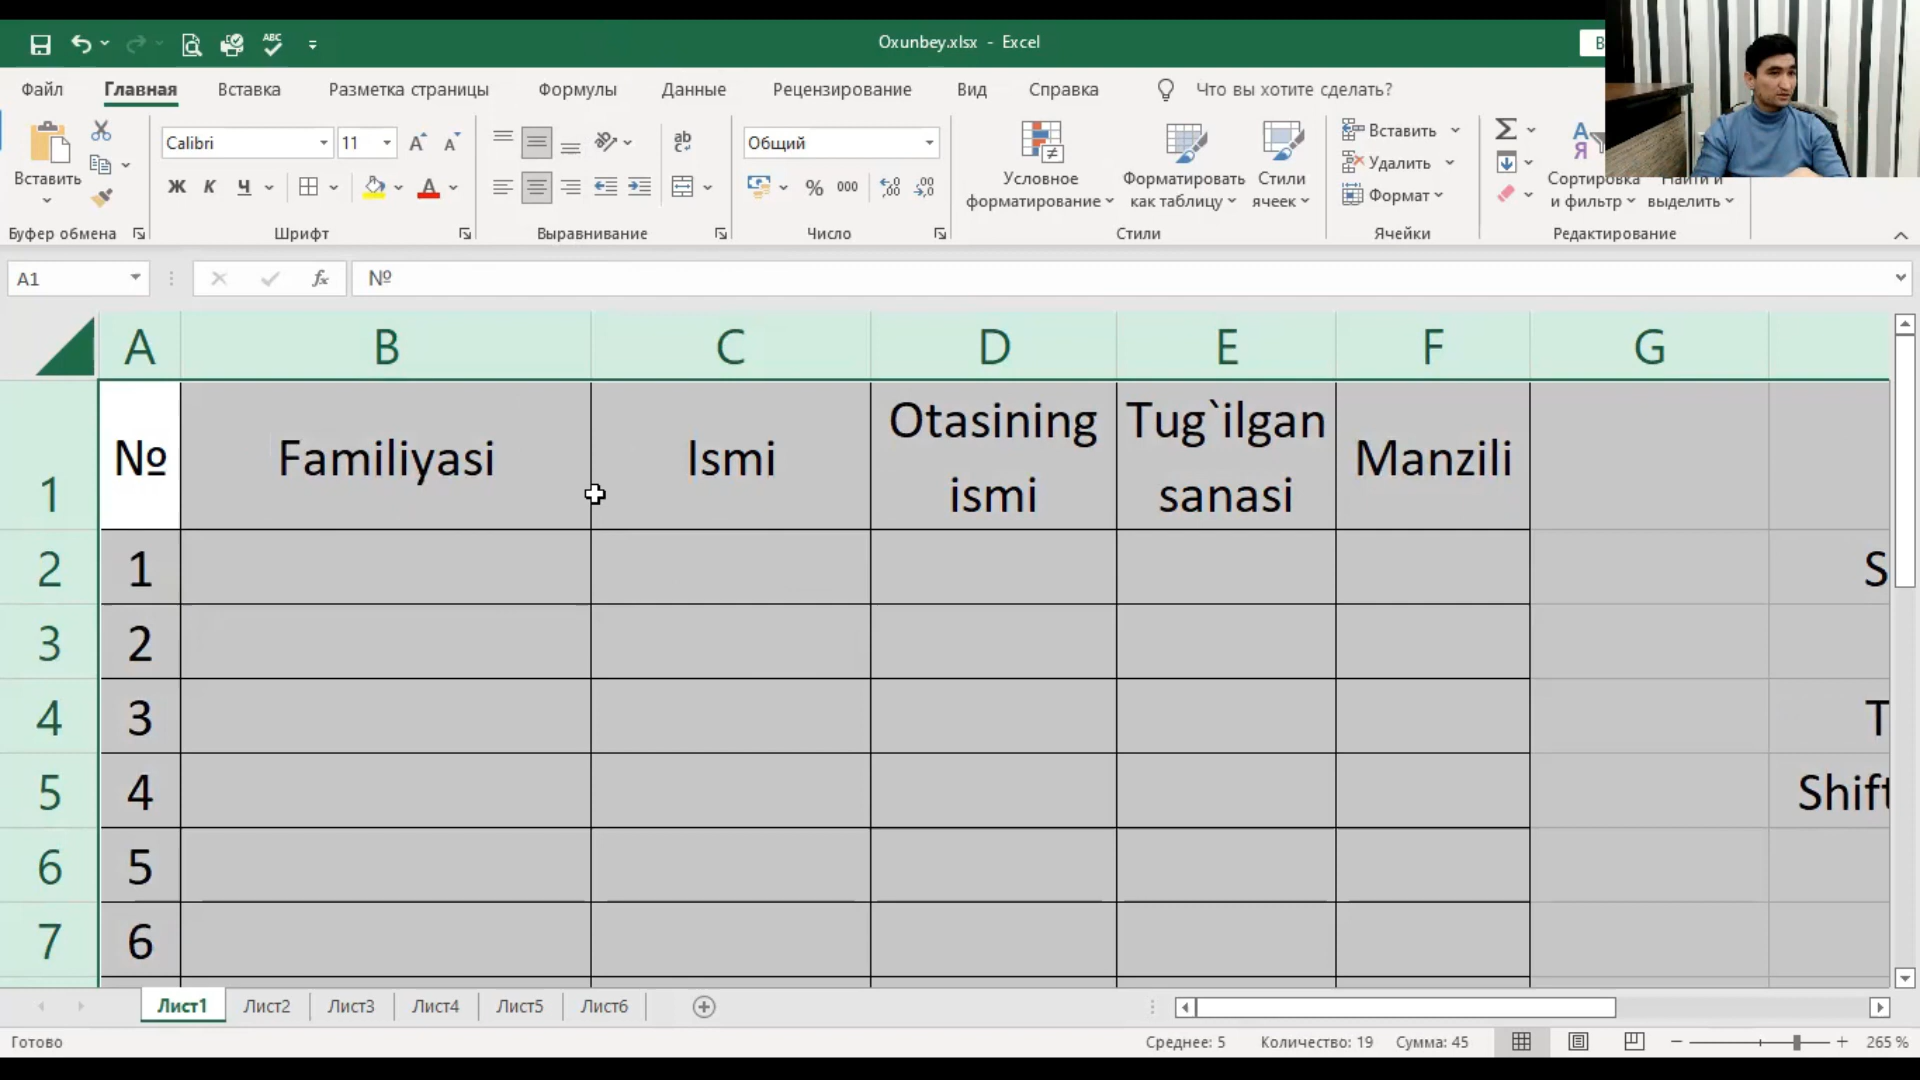 Oxunbey.xlsx - Excel
Файл Главная Вставка Разметка страницы Формулы Данные Рецензирование Вид Справка Что вы хотите сделать?
Вставить
Calibri 11
Ж К Ч
Общий
% 000
Условное форматирование
Форматировать как таблицу
Стили ячеек
Вставить
Удалить
Формат
Сортировка и фильтр
Найти и выделить
Буфер обмена Шрифт Выравнивание Число Стили Ячейки Редактирование
A1 fx №
A B C D E F G
1 № Familiyasi Ismi Otasining ismi Tug`ilgan sanasi Manzili
2 1 S
3 2
4 3 T
5 4 Shift
6 5
7 6
Лист1 Лист2 Лист3 Лист4 Лист5 Лист6
Готово Среднее: 5 Количество: 19 Сумма: 45 265 %